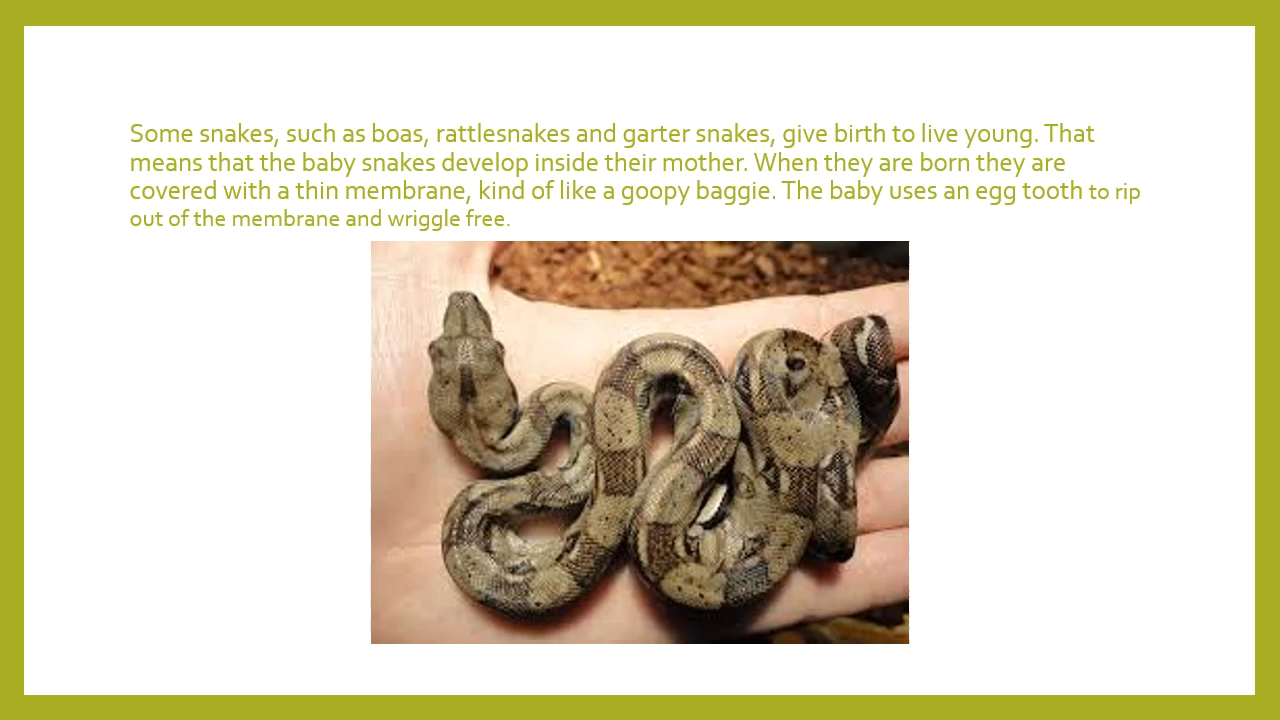 Some snakes, such as boas, rattlesnakes and garter snakes, give birth to live young. That
means that the baby snakes develop inside their mother. When they are born they are
covered with a thin membrane, kind of like a goopy baggie. The baby uses an egg tooth to rip
out of the membrane and wriggle free.